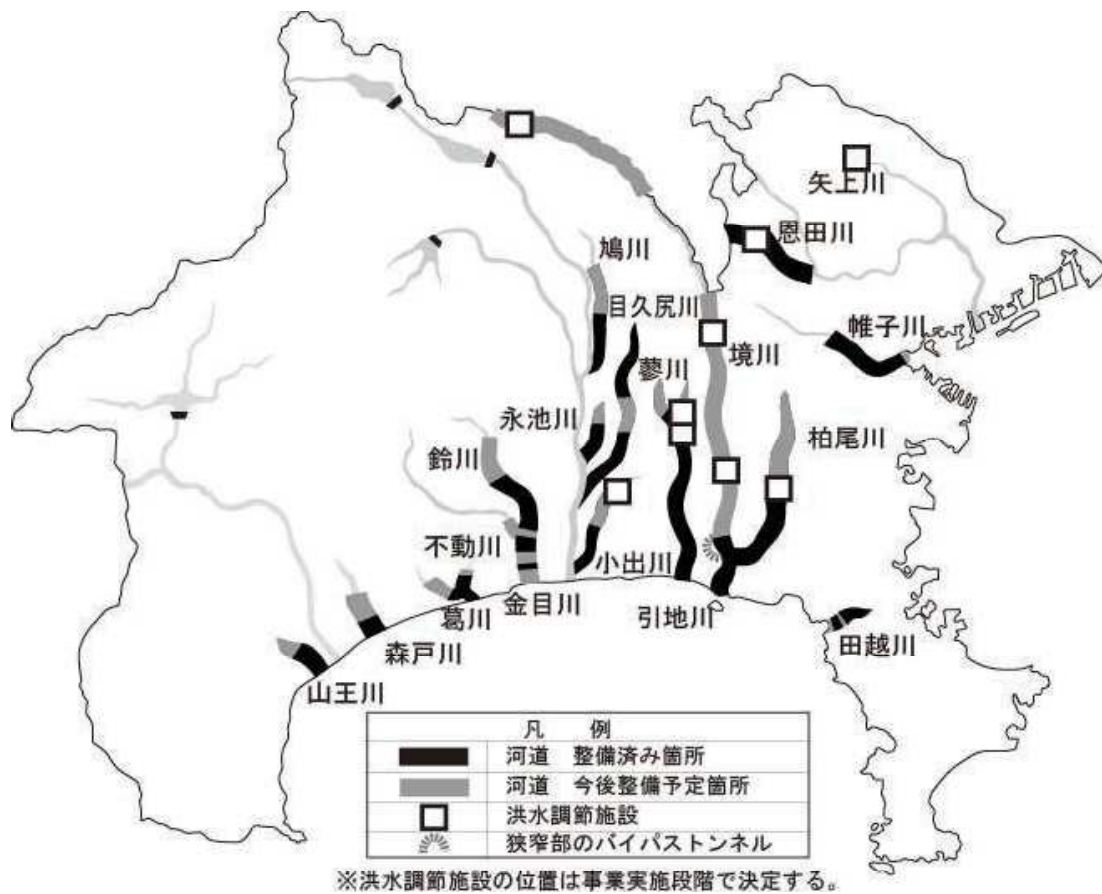 矢上川
恩田川
鳩川
目久尻川
帷子川
境川
蓼川
柏尾川
永池川
鈴川
不動川
小出川
葛川
金目川
引地川
田越川
森戸川
山王川
凡 例
河道 整備済み箇所
河道 今後整備予定箇所
洪水調節施設
狭窄部のバイパストンネル
※洪水調節施設の位置は事業実施段階で決定する。